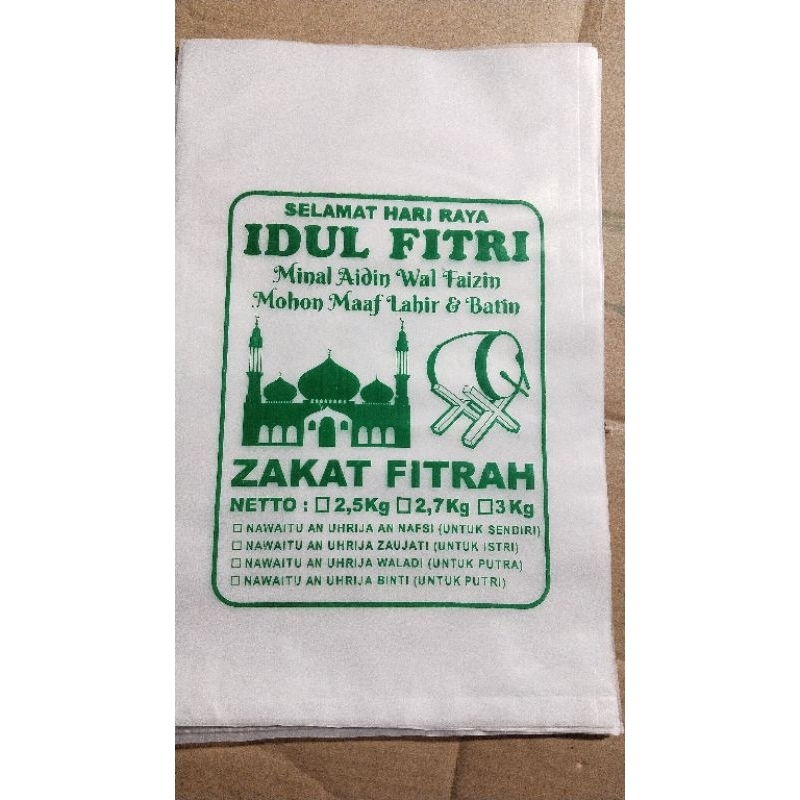 SELAMAT HARI RAYA
IDUL FITRI
Minal Aidin Wal Faizin
Mohon Maaf Lahir & Batin
ZAKAT FITRAH
NETTO : ☐ 2,5Kg ☐ 2,7Kg ☐ 3Kg
☐ NAWAITU AN UHRIJA AN NAFSI (UNTUK SENDIRI)
☐ NAWAITU AN UHRIJA ZAUJATI (UNTUK ISTRI)
☐ NAWAITU AN UHRIJA WALADI (UNTUK PUTRA)
☐ NAWAITU AN UHRIJA BINTI (UNTUK PUTRI)